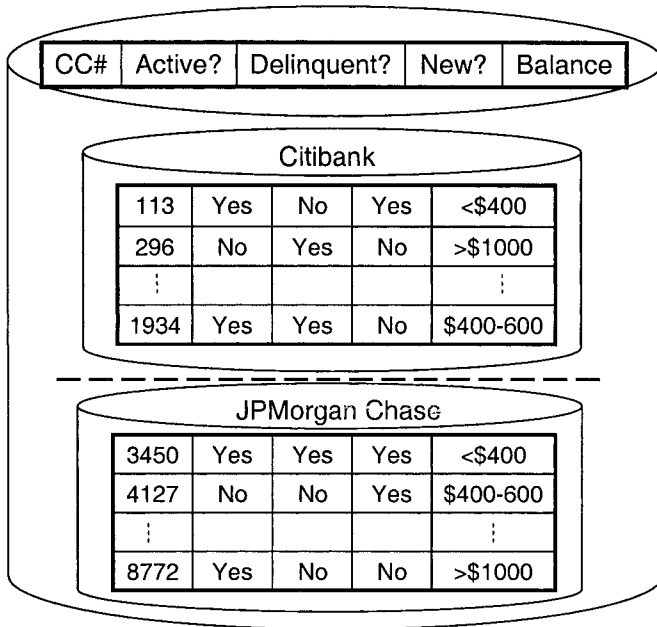 CC# Active? Delinquent? New? Balance
Citibank
113 Yes No Yes <$400
296 No Yes No >$1000
1934 Yes Yes No $400-600
JPMorgan Chase
3450 Yes Yes Yes <$400
4127 No No Yes $400-600
8772 Yes No No >$1000